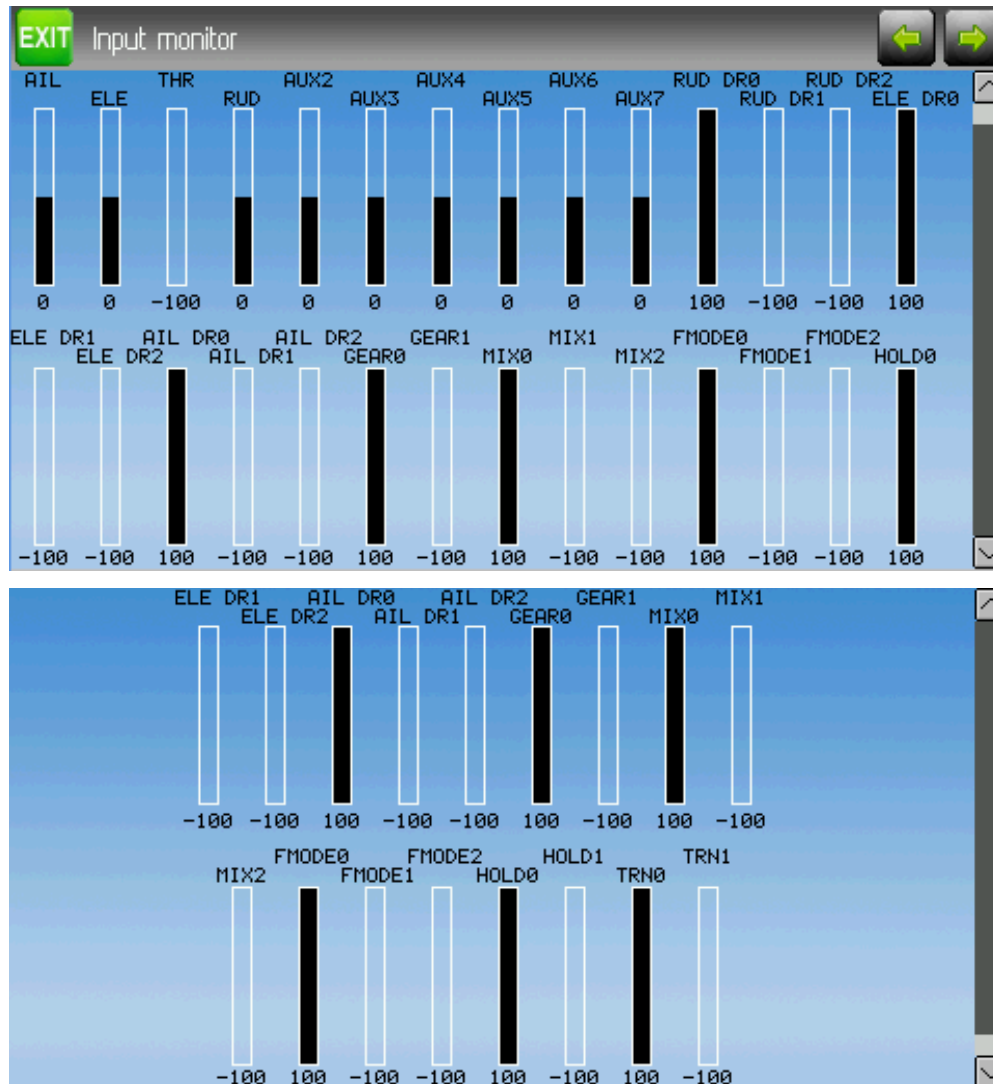 EXIT Input monitor
AIL THR AUX2 AUX4 AUX6 RUD DR0 RUD DR2
ELE RUD AUX3 AUX5 AUX7 RUD DR1 ELE DR0
0 0 -100 0 0 0 0 0 0 0 100 -100 -100 100
ELE DR1 AIL DR0 AIL DR2 GEAR1 MIX1 FMODE0 FMODE2
ELE DR2 AIL DR1 GEAR0 MIX0 MIX2 FMODE1 HOLD0
-100 -100 100 -100 -100 100 -100 100 -100 -100 100 -100 -100 100
ELE DR1 AIL DR0 AIL DR2 GEAR1 MIX1
ELE DR2 AIL DR1 GEAR0 MIX0
-100 -100 100 -100 -100 100 -100 100 -100
FMODE0 FMODE2 HOLD1 TRN1
MIX2 FMODE1 HOLD0 TRN0
-100 100 -100 -100 100 -100 100 -100